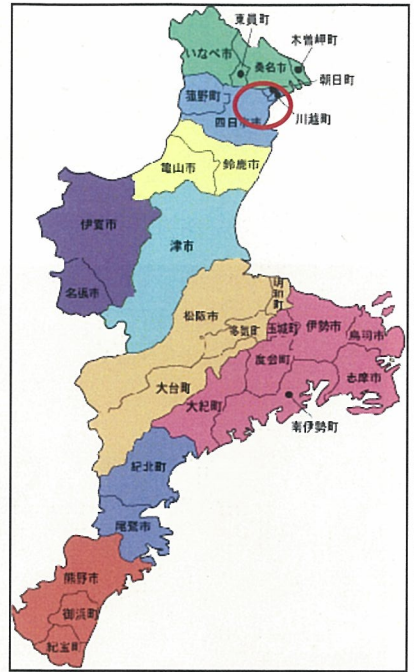 東員町
木曽岬町
いなべ市
桑名市
朝日町
菰野町
川越町
四日市市
亀山市
鈴鹿市
伊賀市
津市
名張市
明和町
松阪市
多気町
玉城町
伊勢市
鳥羽市
度会町
志摩市
大台町
大紀町
南伊勢町
紀北町
尾鷲市
熊野市
御浜町
紀宝町